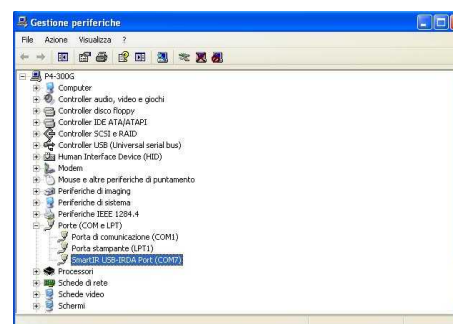 Gestione periferiche
File Azione Visualizza ?
P4-300G
Computer
Controller audio, video e giochi
Controller disco floppy
Controller IDE ATA/ATAPI
Controller SCSI e RAID
Controller USB (Universal serial bus)
Human Interface Device (HID)
Modem
Mouse e altre periferiche di puntamento
Periferiche di imaging
Periferiche di sistema
Periferiche IEEE 1284.4
Porte (COM e LPT)
Porta di comunicazione (COM1)
Porta stampante (LPT1)
SmartIR USB-IRDA Port (COM7)
Processori
Schede di rete
Schede video
Schermi